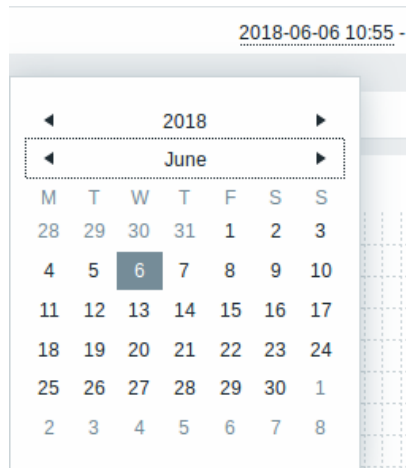 2018-06-06 10:55 -
2018
June
M T W T F S S
28 29 30 31 1 2 3
4 5 6 7 8 9 10
11 12 13 14 15 16 17
18 19 20 21 22 23 24
25 26 27 28 29 30 1
2 3 4 5 6 7 8